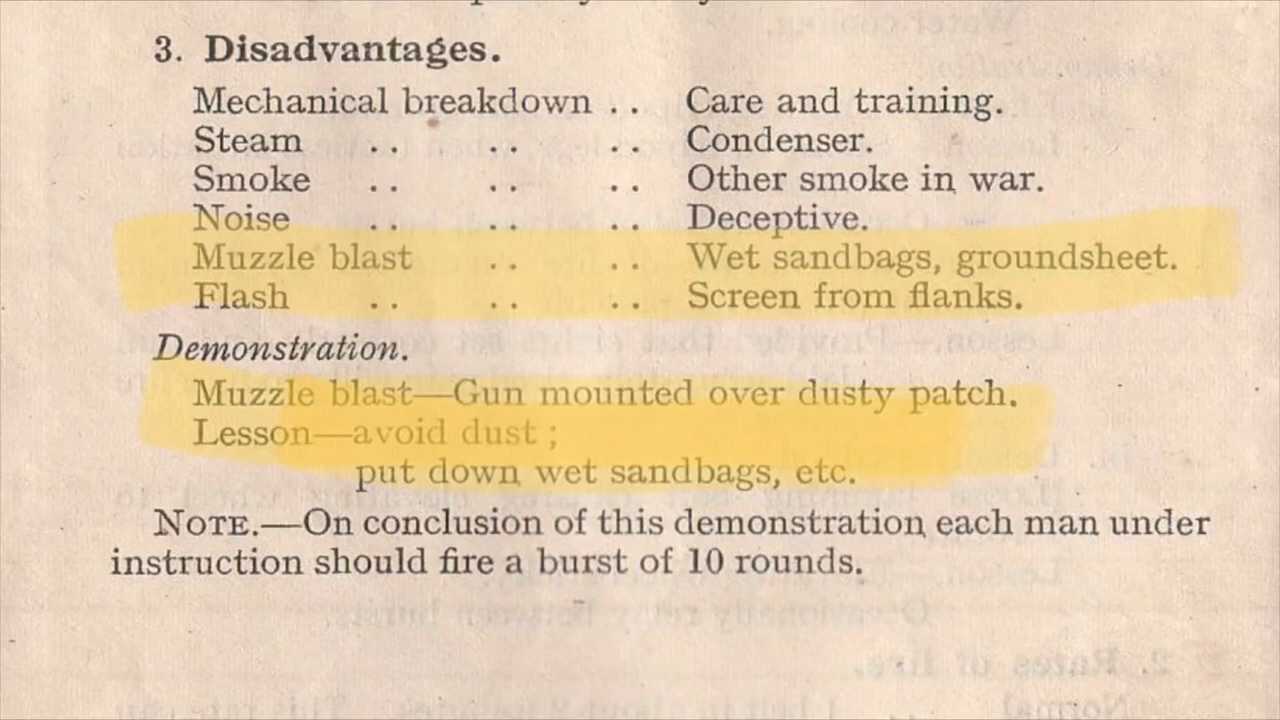 3. Disadvantages.
Mechanical breakdown .. Care and training.
Steam .. .. .. Condenser.
Smoke .. .. .. Other smoke in war.
Noise .. .. .. Deceptive.
Muzzle blast .. .. Wet sandbags, groundsheet.
Flash .. .. .. Screen from flanks.
Demonstration.
Muzzle blast—Gun mounted over dusty patch.
Lesson—avoid dust ;
put down wet sandbags, etc.
NOTE.—On conclusion of this demonstration each man under
instruction should fire a burst of 10 rounds.